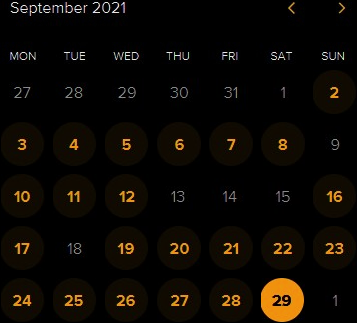 September 2021
MON TUE WED THU FRI SAT SUN
27 28 29 30 31 1 2
3 4 5 6 7 8 9
10 11 12 13 14 15 16
17 18 19 20 21 22 23
24 25 26 27 28 29 1